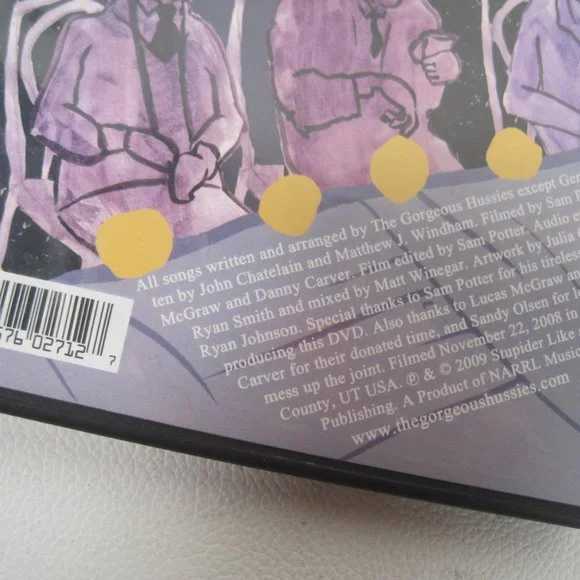 All songs written and arranged by The Gorgeous Hussies except Ger
ten by John Chatelain and Matthew J. Windham. Filmed by Sam
McGraw and Danny Carver. Film edited by Sam Potter. Audio
Ryan Smith and mixed by Matt Winegar. Artwork by Julia
Ryan Johnson. Special thanks to Sam Potter for his tireless
producing this DVD. Also thanks to Lucas McGraw
Carver for their donated time, and Sandy Olsen for
mess up the joint. Filmed November 22, 2008 in
County, UT USA. ℗ & © 2009 Stupider Like
Publishing. A Product of NARRL Music
www.thegorgeoushussies.com
576 02712 7